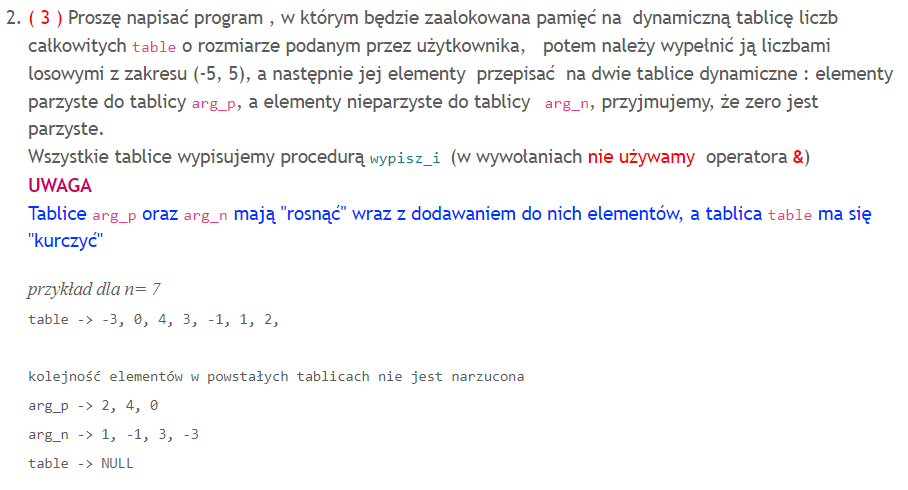 2. ( 3 ) Proszę napisać program , w którym będzie zaalokowana pamięć na dynamiczną tablicę liczb
całkowitych table o rozmiarze podanym przez użytkownika, potem należy wypełnić ją liczbami
losowymi z zakresu (-5, 5), a następnie jej elementy przepisać na dwie tablice dynamiczne : elementy
parzyste do tablicy arg_p, a elementy nieparzyste do tablicy arg_n, przyjmujemy, że zero jest
parzyste.
Wszystkie tablice wypisujemy procedurą wypisz_i (w wywołaniach nie używamy operatora &)
UWAGA
Tablice arg_p oraz arg_n mają "rosnąć" wraz z dodawaniem do nich elementów, a tablica table ma się
"kurczyć"
przykład dla n= 7
table -> -3, 0, 4, 3, -1, 1, 2,
kolejność elementów w powstałych tablicach nie jest narzucona
arg_p -> 2, 4, 0
arg_n -> 1, -1, 3, -3
table -> NULL